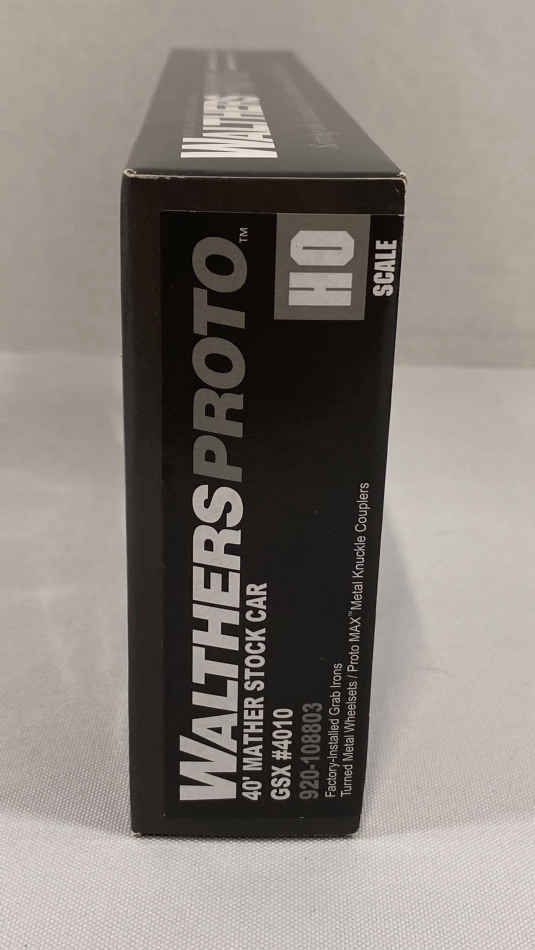 WALTHERS
WALTHERSPROTO™
HO
SCALE
40' MATHER STOCK CAR
GSX #4010
920-108803
Factory-Installed Grab Irons
Turned Metal Wheelsets / Proto MAX™ Metal Knuckle Couplers